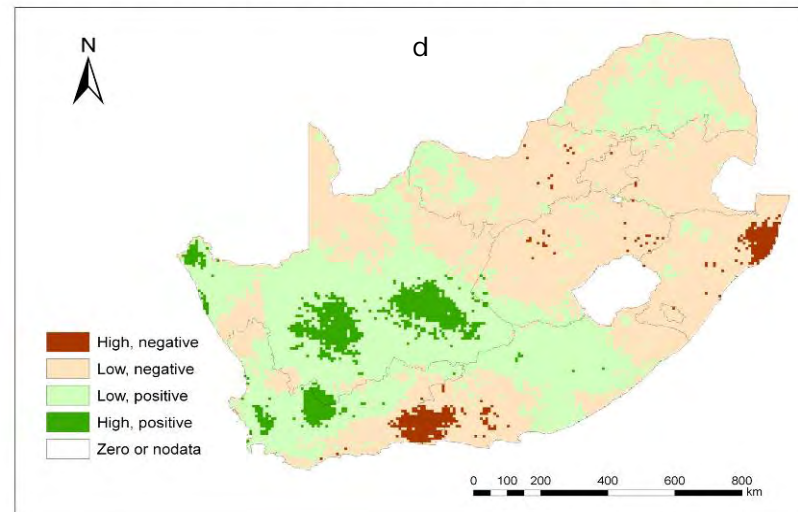 d
N
High, negative
Low, negative
Low, positive
High, positive
Zero or nodata
0 100 200 400 600 800
km